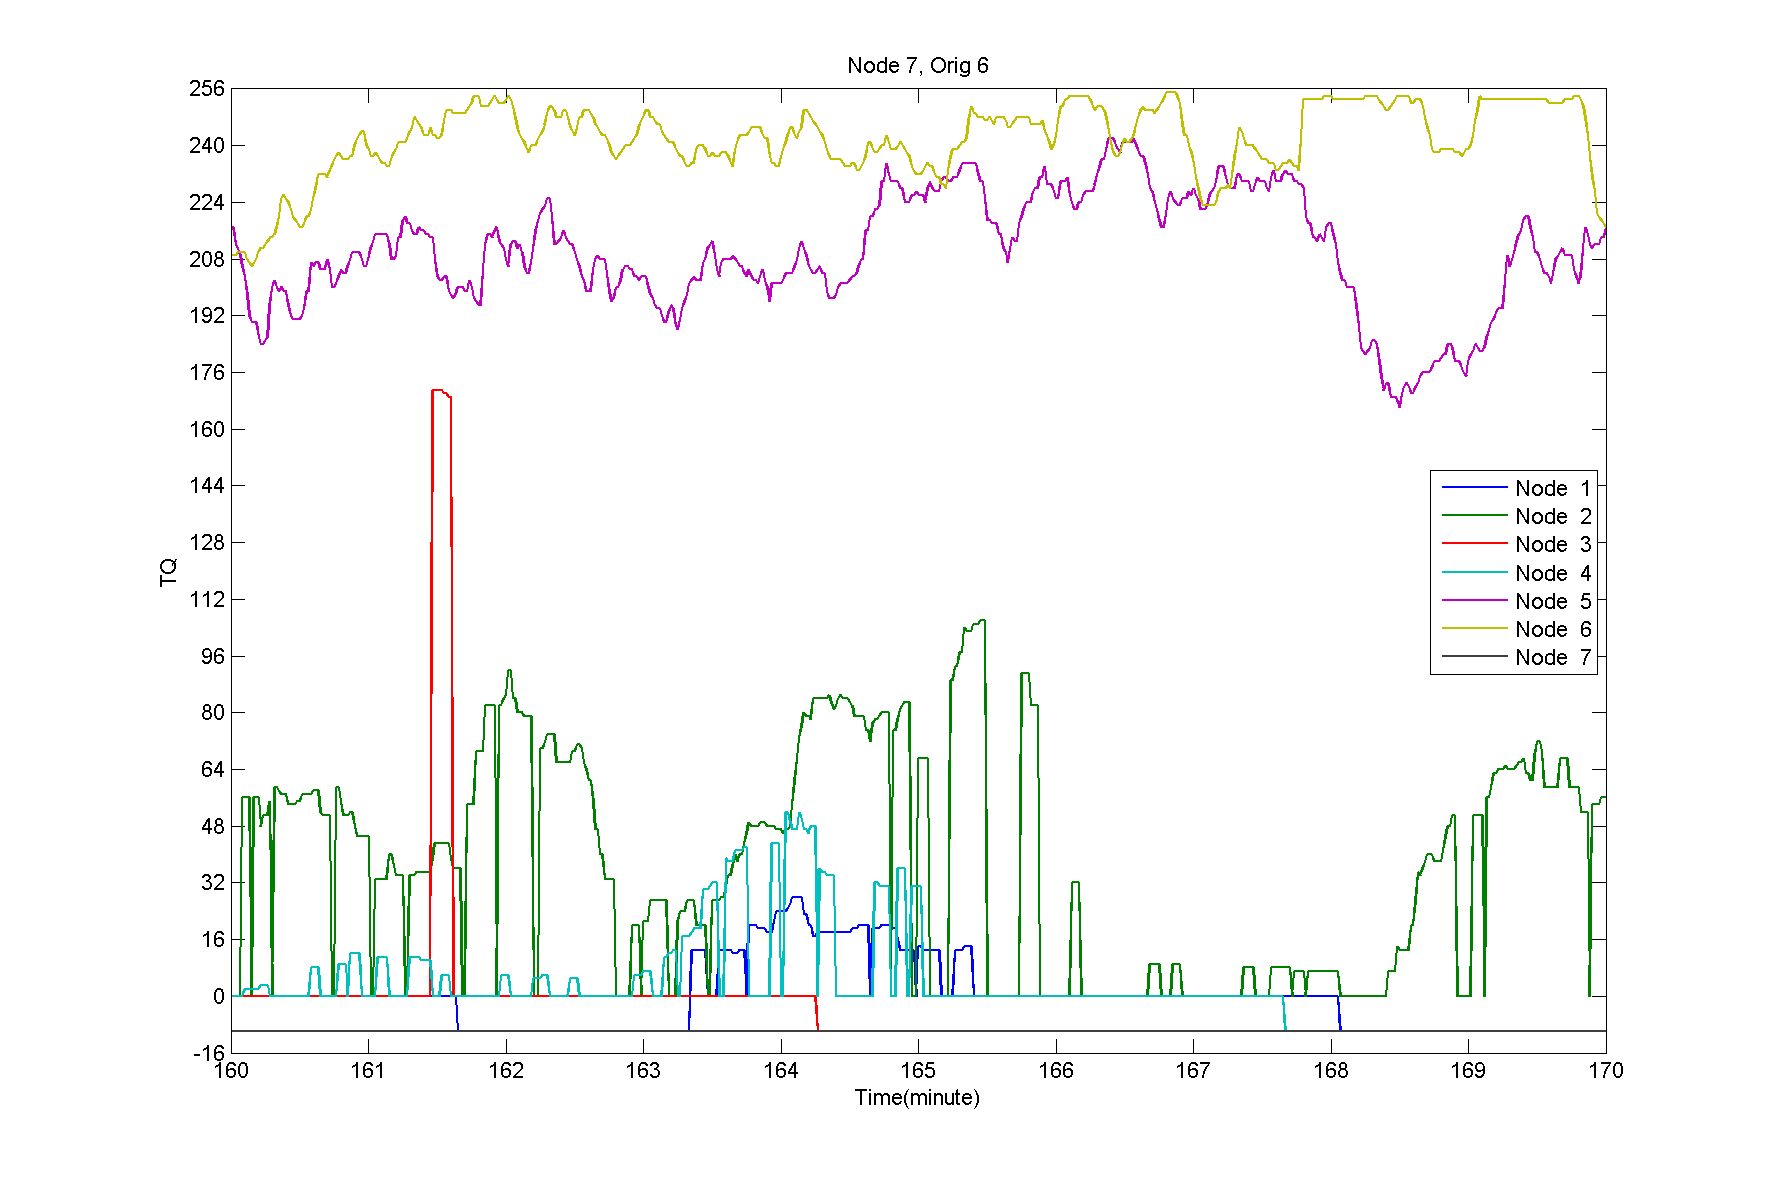 Node 7, Orig 6
256
240
224
208
192
176
160
144
128
112
96
80
64
48
32
16
0
-16
TQ
Node 1
Node 2
Node 3
Node 4
Node 5
Node 6
Node 7
160 161 162 163 164 165 166 167 168 169 170
Time(minute)